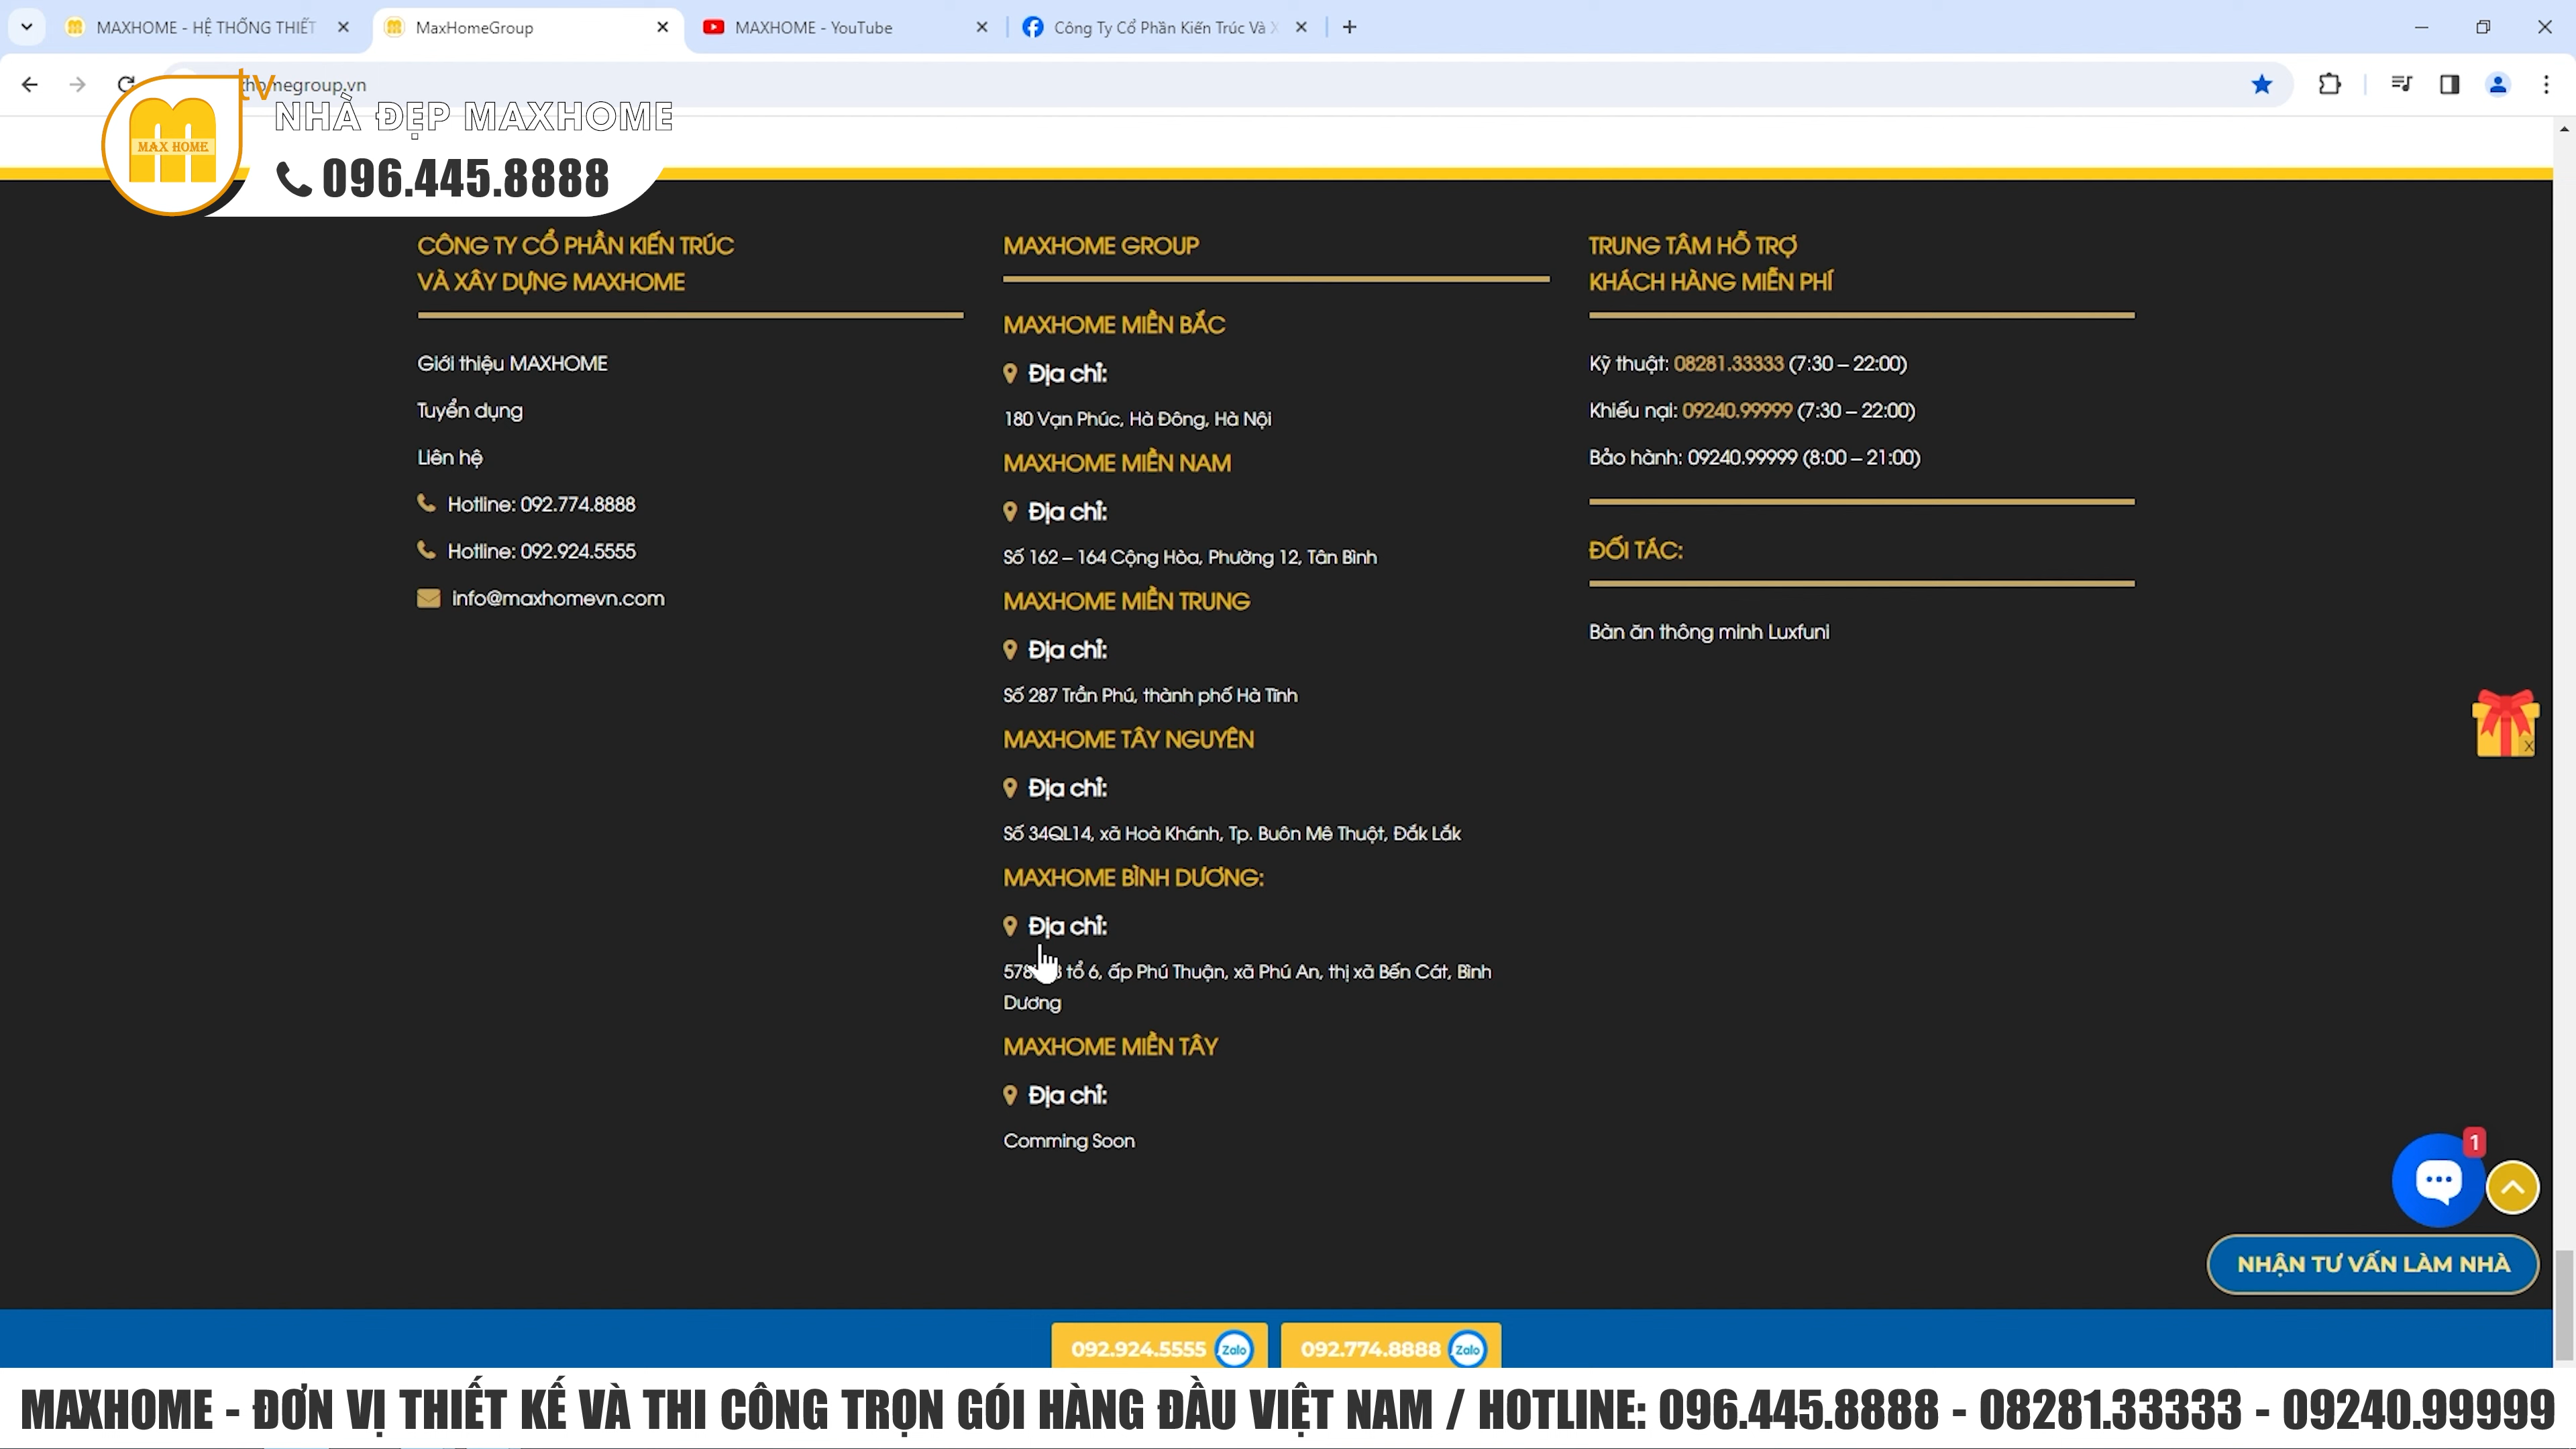 MAXHOME - HỆ THỐNG THIẾT
MaxHomeGroup
MAXHOME - YouTube
Công Ty Cổ Phần Kiến Trúc Và X
homegroup.vn
tv
MAX HOME
NHÀ ĐẸP MAXHOME
096.445.8888
CÔNG TY CỔ PHẦN KIẾN TRÚC
VÀ XÂY DỰNG MAXHOME
Giới thiệu MAXHOME
Tuyển dụng
Liên hệ
Hotline: 092.774.8888
Hotline: 092.924.5555
info@maxhomevn.com
MAXHOME GROUP
MAXHOME MIỀN BẮC
Địa chỉ:
180 Vạn Phúc, Hà Đông, Hà Nội
MAXHOME MIỀN NAM
Địa chỉ:
Số 162 – 164 Cộng Hòa, Phường 12, Tân Bình
MAXHOME MIỀN TRUNG
Địa chỉ:
Số 287 Trần Phú, thành phố Hà Tĩnh
MAXHOME TÂY NGUYÊN
Địa chỉ:
Số 34QL14, xã Hoà Khánh, Tp. Buôn Mê Thuột, Đắk Lắk
MAXHOME BÌNH DƯƠNG:
Địa chỉ:
tổ 6, ấp Phú Thuận, xã Phú An, thị xã Bến Cát, Bình
Dương
MAXHOME MIỀN TÂY
Địa chỉ:
Comming Soon
TRUNG TÂM HỖ TRỢ
KHÁCH HÀNG MIỄN PHÍ
Kỹ thuật: 08281.33333 (7:30 – 22:00)
Khiếu nại: 09240.99999 (7:30 – 22:00)
Bảo hành: 09240.99999 (8:00 – 21:00)
ĐỐI TÁC:
Bàn ăn thông minh Luxfuni
X
1
NHẬN TƯ VẤN LÀM NHÀ
092.924.5555 Zalo
092.774.8888 Zalo
MAXHOME - ĐƠN VỊ THIẾT KẾ VÀ THI CÔNG TRỌN GÓI HÀNG ĐẦU VIỆT NAM / HOTLINE: 096.445.8888 - 08281.33333 - 09240.99999